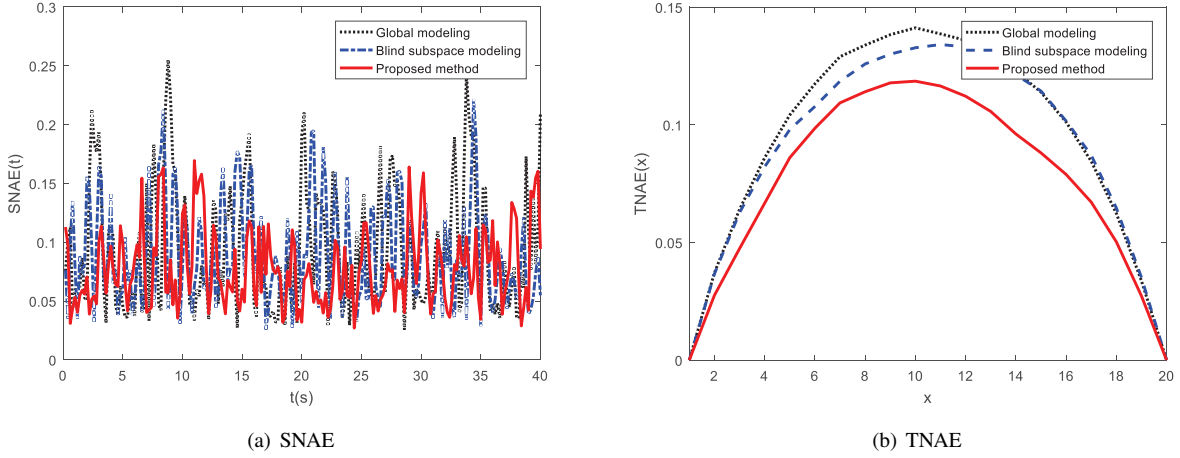 0.3
0.25
0.2
0.15
0.1
0.05
0
SNAE(t)
0 5 10 15 20 25 30 35 40
t(s)
Global modeling
Blind subspace modeling
Proposed method
(a) SNAE
0.15
0.1
0.05
0
TNAE(x)
2 4 6 8 10 12 14 16 18 20
x
Global modeling
Blind subspace modeling
Proposed method
(b) TNAE